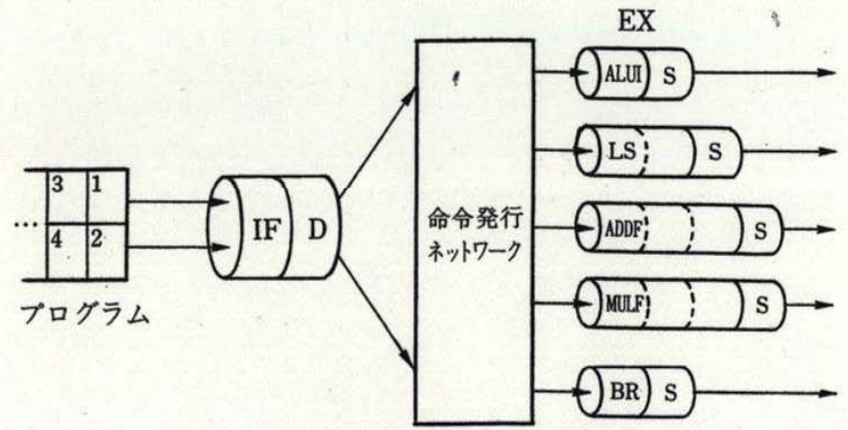 EX
ALUI S
LS S
3 1
4 2
…
IF D
命令発行
ネットワーク
ADDF S
MULF S
プログラム
BR S